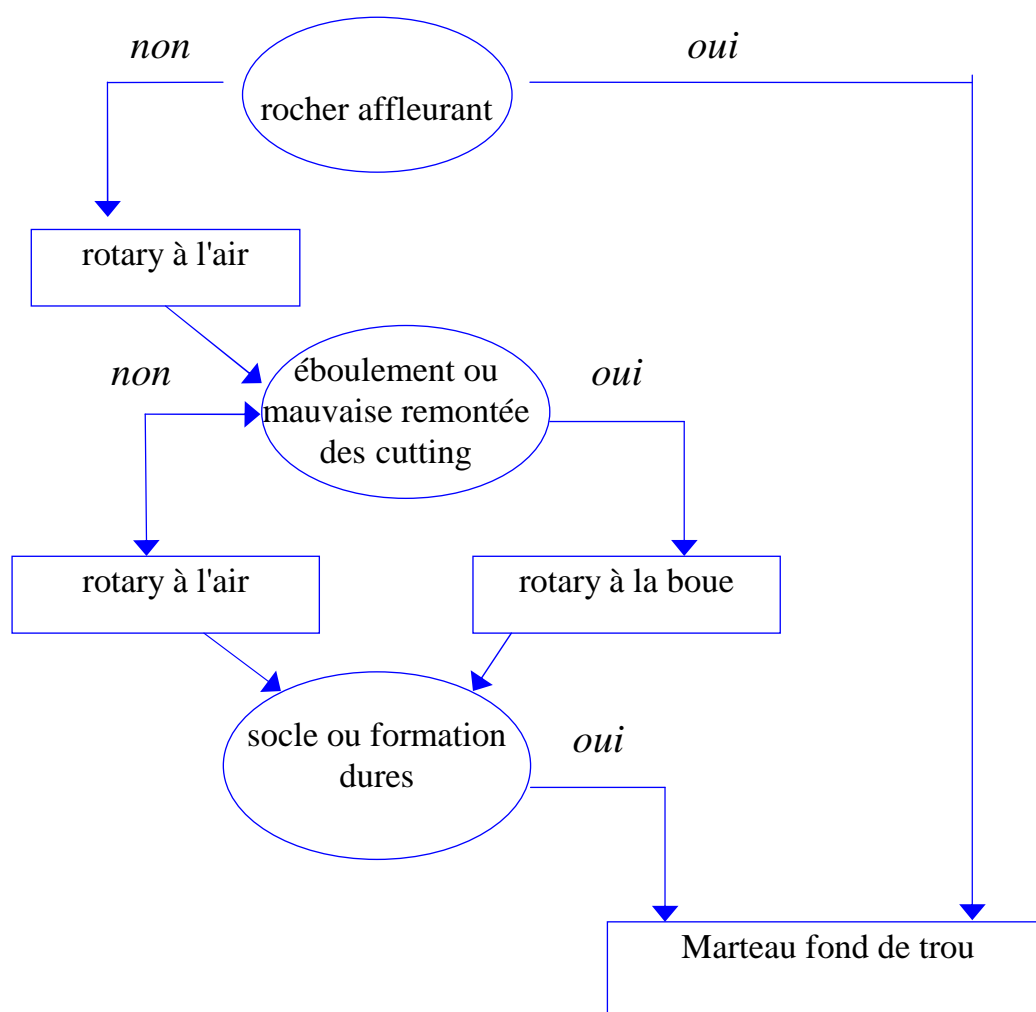 non
oui
rocher affleurant
rotary à l'air
non
éboulement ou
mauvaise remontée
des cutting
oui
rotary à l'air
rotary à la boue
socle ou formation
dures
oui
Marteau fond de trou